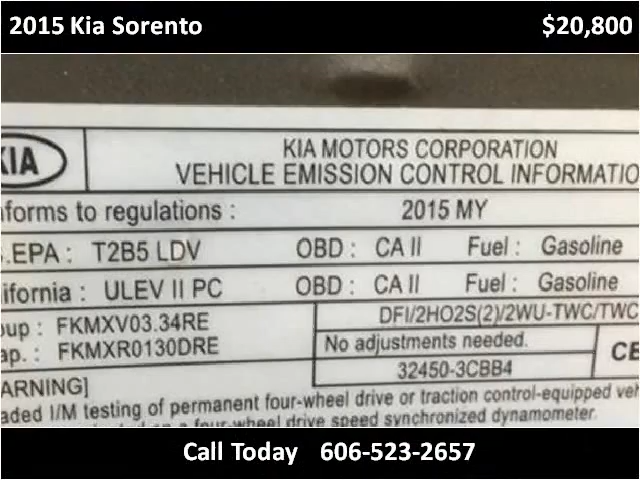 2015 Kia Sorento $20,800
KIA
KIA MOTORS CORPORATION
VEHICLE EMISSION CONTROL INFORMATIO
forms to regulations : 2015 MY
.EPA : T2B5 LDV OBD : CA II Fuel : Gasoline
ifornia : ULEV II PC OBD : CA II Fuel : Gasoline
oup : FKMXV03.34RE
DFI/2HO2S(2)/2WU-TWC/TWC
ap. : FKMXR0130DRE
No adjustments needed.
CE
32450-3CBB4
ARNING]
aded I/M testing of permanent four-wheel drive or traction control-equipped veh
on a four-wheel drive speed synchronized dynamometer.
Call Today 606-523-2657